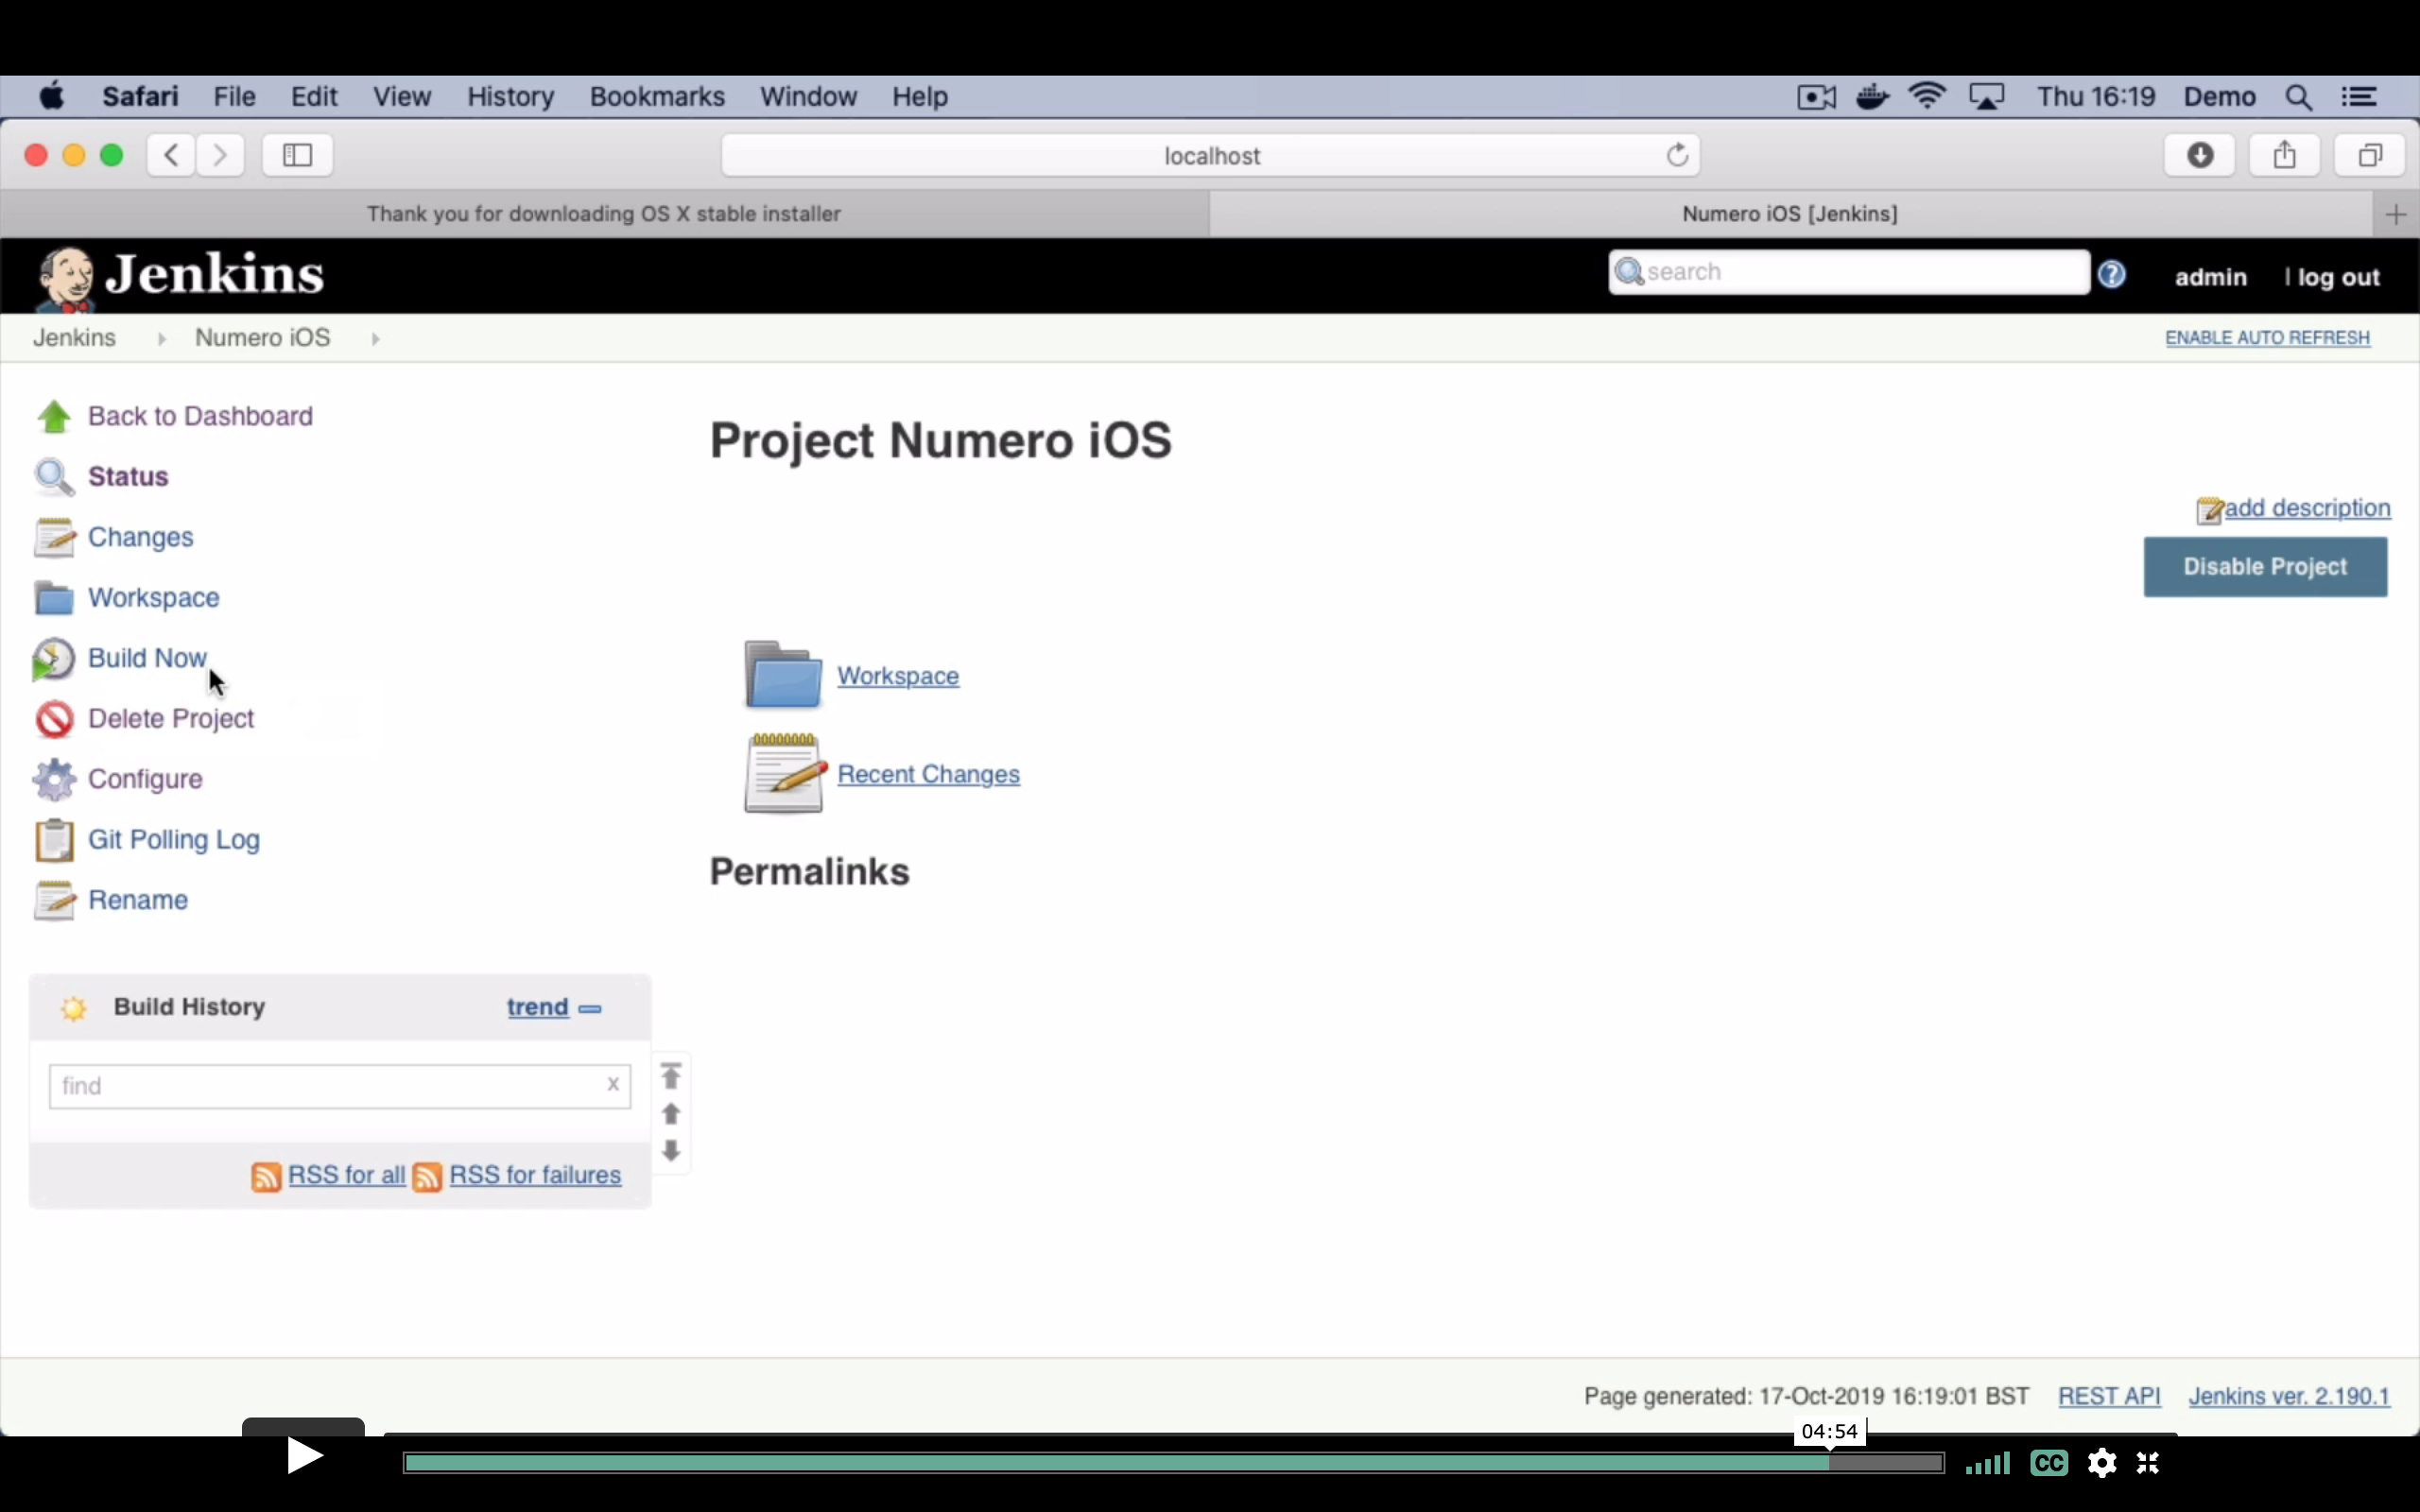 Safari File Edit View History Bookmarks Window Help Thu 16:19 Demo
localhost
Thank you for downloading OS X stable installer Numero iOS [Jenkins]
Jenkins search admin | log out
Jenkins Numero iOS ENABLE AUTO REFRESH
Back to Dashboard
Project Numero iOS
Status
add description
Changes
Disable Project
Workspace
Build Now
Workspace
Delete Project
Recent Changes
Configure
Git Polling Log
Permalinks
Rename
Build History trend
find x
RSS for all RSS for failures
Page generated: 17-Oct-2019 16:19:01 BST REST API Jenkins ver. 2.190.1
04:54
CC